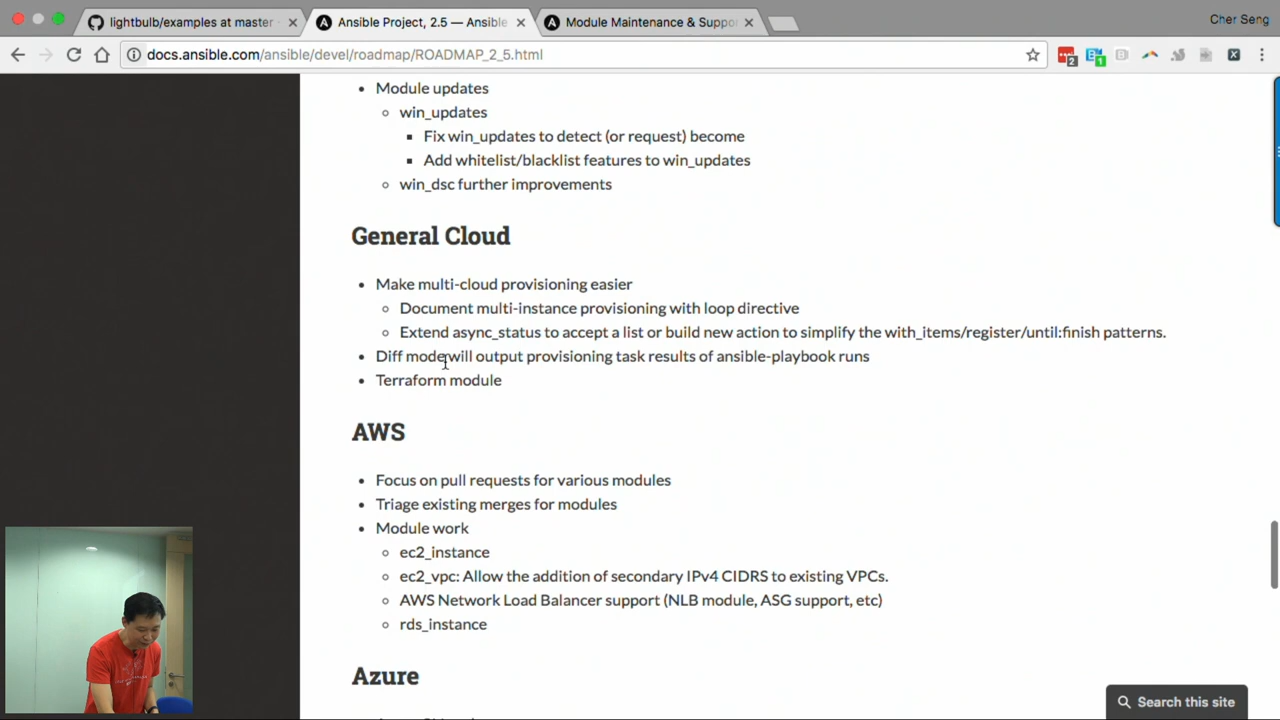 lightbulb/examples at master
Ansible Project, 2.5 — Ansible
Module Maintenance & Suppo
Cher Seng
docs.ansible.com/ansible/devel/roadmap/ROADMAP_2_5.html
2
1
Module updates
win_updates
Fix win_updates to detect (or request) become
Add whitelist/blacklist features to win_updates
win_dsc further improvements
General Cloud
Make multi-cloud provisioning easier
Document multi-instance provisioning with loop directive
Extend async_status to accept a list or build new action to simplify the with_items/register/until:finish patterns.
Diff mode will output provisioning task results of ansible-playbook runs
Terraform module
AWS
Focus on pull requests for various modules
Triage existing merges for modules
Module work
ec2_instance
ec2_vpc: Allow the addition of secondary IPv4 CIDRS to existing VPCs.
AWS Network Load Balancer support (NLB module, ASG support, etc)
rds_instance
Azure
Search this site